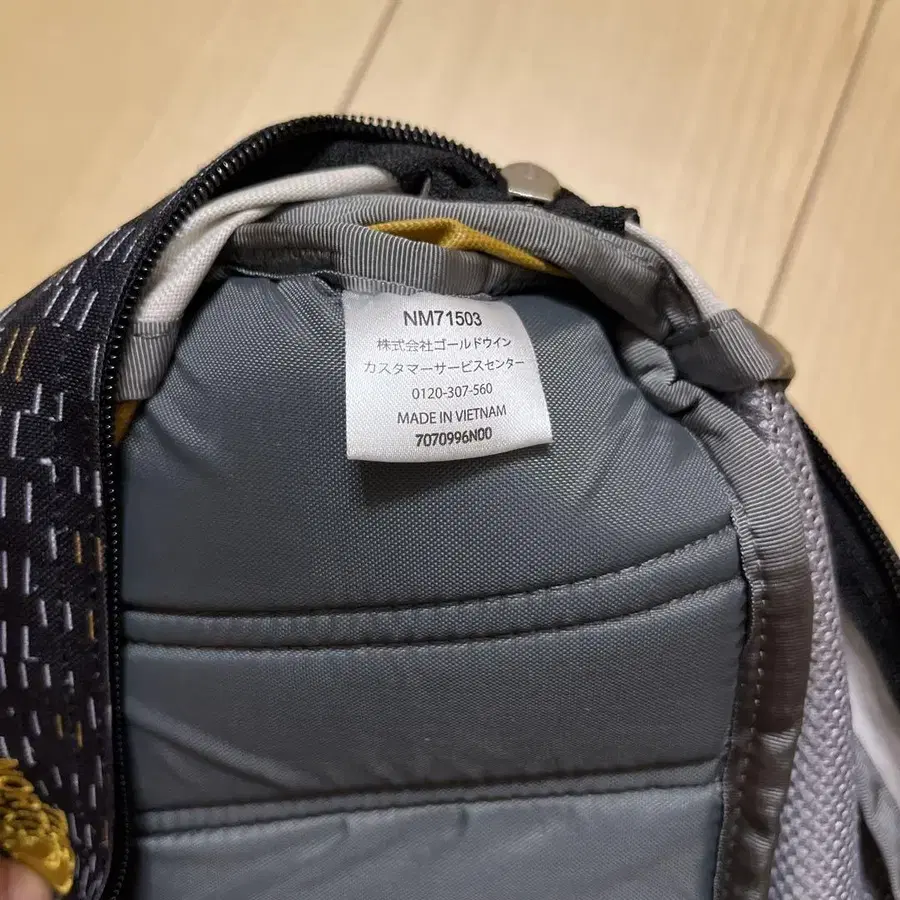 NM71503
株式会社ゴールドウイン
カスタマーサービスセンター
0120-307-560
MADE IN VIETNAM
7070996N00